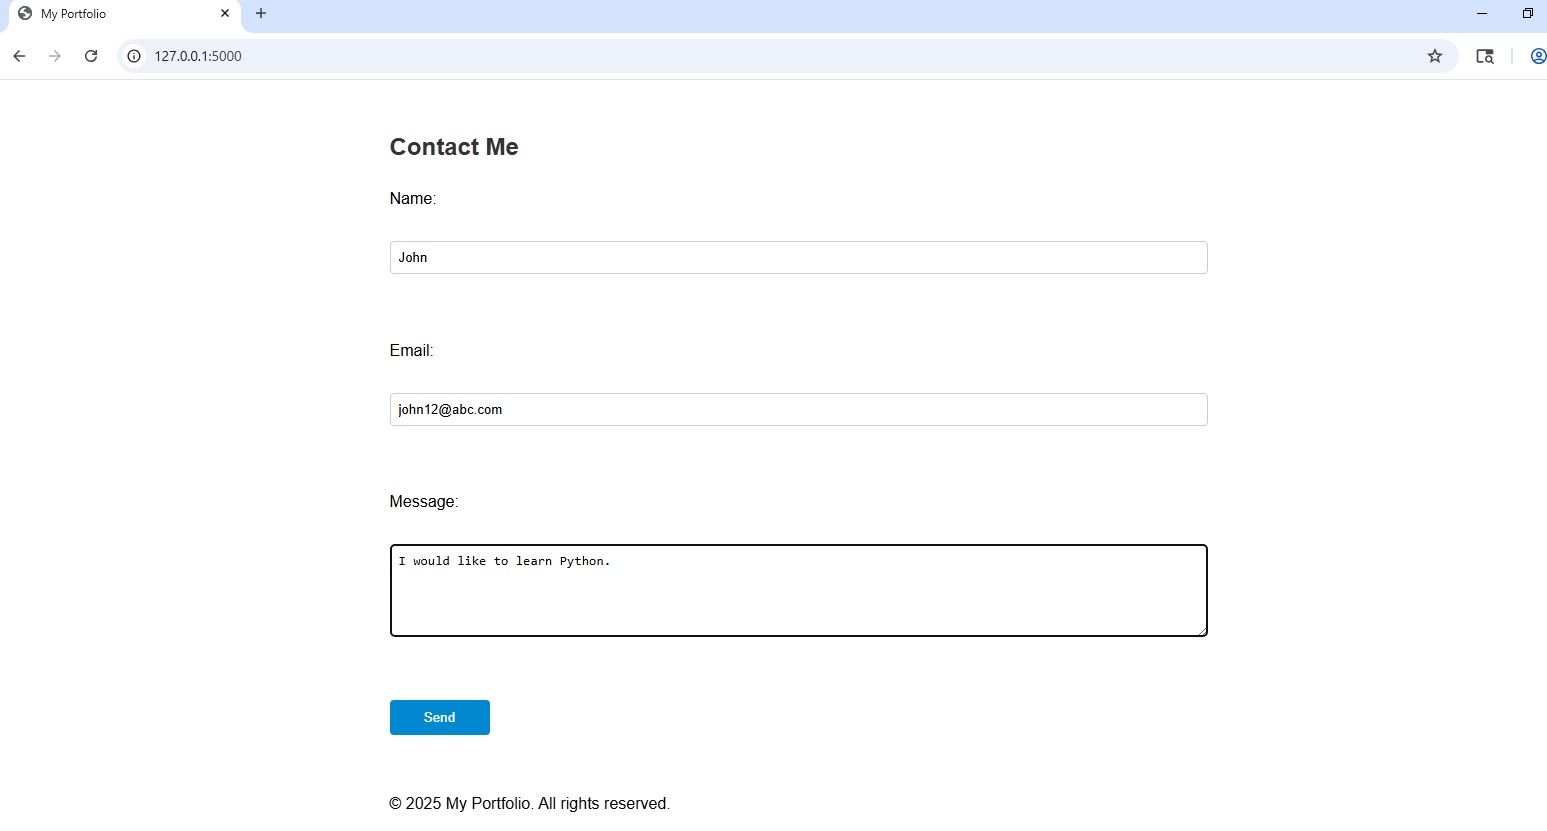 My Portfolio
127.0.0.1:5000
Contact Me
Name:
John
Email:
john12@abc.com
Message:
I would like to learn Python.
Send
© 2025 My Portfolio. All rights reserved.